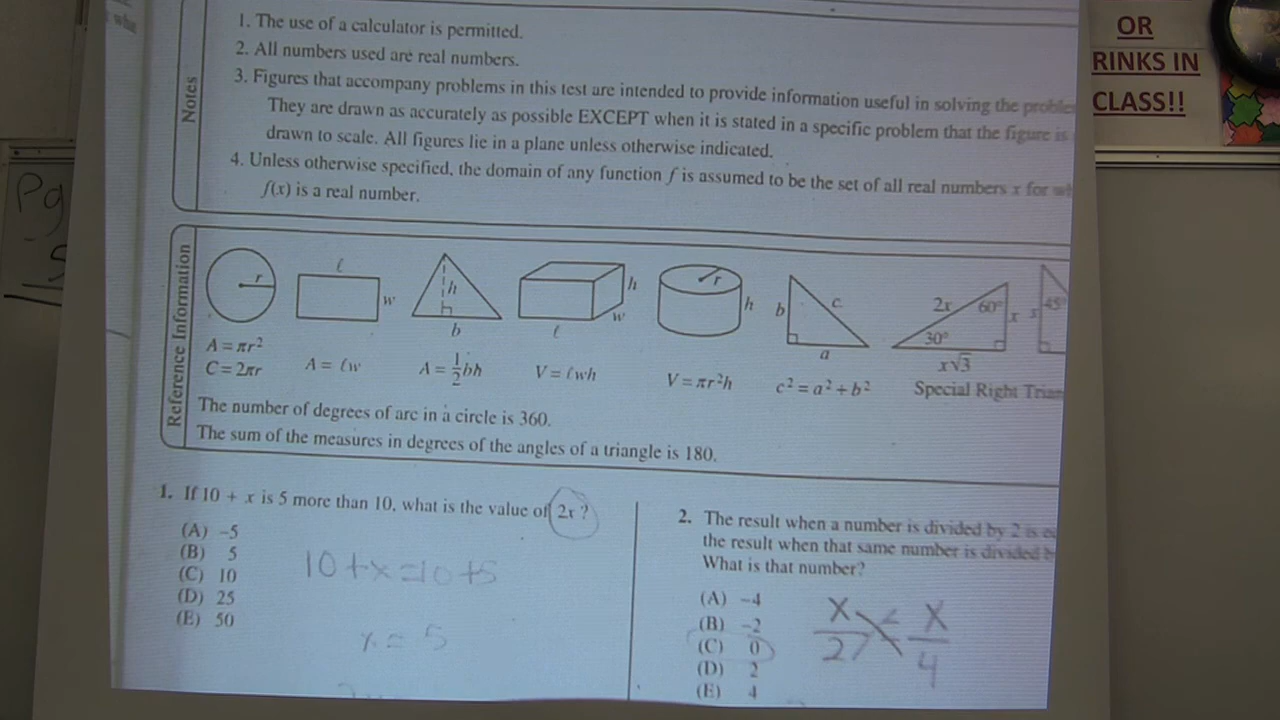 OR
RINKS IN
CLASS!!
Pg
Notes
1. The use of a calculator is permitted.
2. All numbers used are real numbers.
3. Figures that accompany problems in this test are intended to provide information useful in solving the
They are drawn as accurately as possible EXCEPT when it is stated in a specific problem that the figure is
drawn to scale. All figures lie in a plane unless otherwise indicated.
4. Unless otherwise specified, the domain of any function f is assumed to be the set of all real numbers x for
f(x) is a real number.
Reference Information
r
ℓ
w
h
b
h
w
ℓ
r
h
b
c
a
2x
60°
x
30°
x√3
45°
A = πr²
C = 2πr
A = ℓw
A = 1/2 bh
V = ℓwh
V = πr²h
c² = a² + b²
Special Right
The number of degrees of arc in a circle is 360.
The sum of the measures in degrees of the angles of a triangle is 180.
1. If 10 + x is 5 more than 10, what is the value of 2x ?
(A) -5
(B) 5
(C) 10
(D) 25
(E) 50
10+x=10+5
x = 5
2. The result when a number is divided by 2 is
the result when that same number is divided
What is that number?
(A) -4
(B) -2
(C) 0
(D) 2
(E) 4
x/2 = x/4